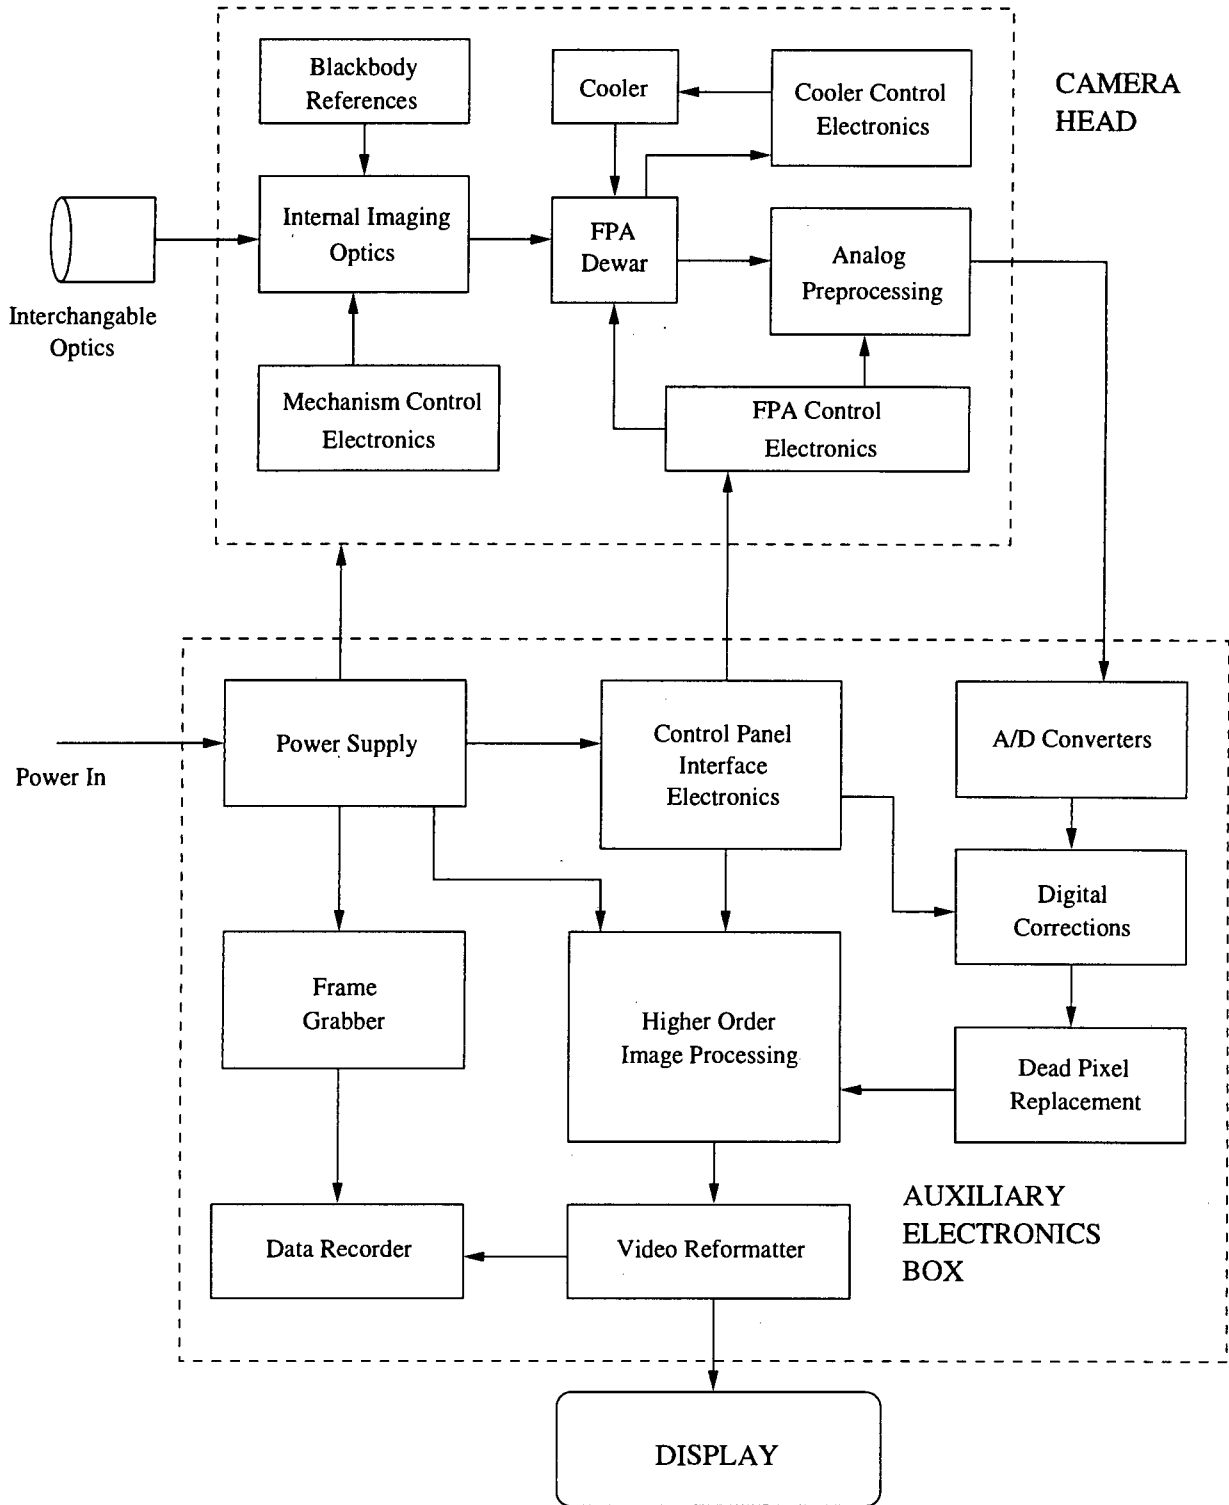 Blackbody
References
Cooler
Cooler Control
Electronics
CAMERA
HEAD
Internal Imaging
Optics
FPA
Dewar
Analog
Preprocessing
Interchangable
Optics
Mechanism Control
Electronics
FPA Control
Electronics
Power Supply
Control Panel
Interface
Electronics
A/D Converters
Power In
Digital
Corrections
Frame
Grabber
Higher Order
Image Processing
Dead Pixel
Replacement
Data Recorder
Video Reformatter
AUXILIARY
ELECTRONICS
BOX
DISPLAY